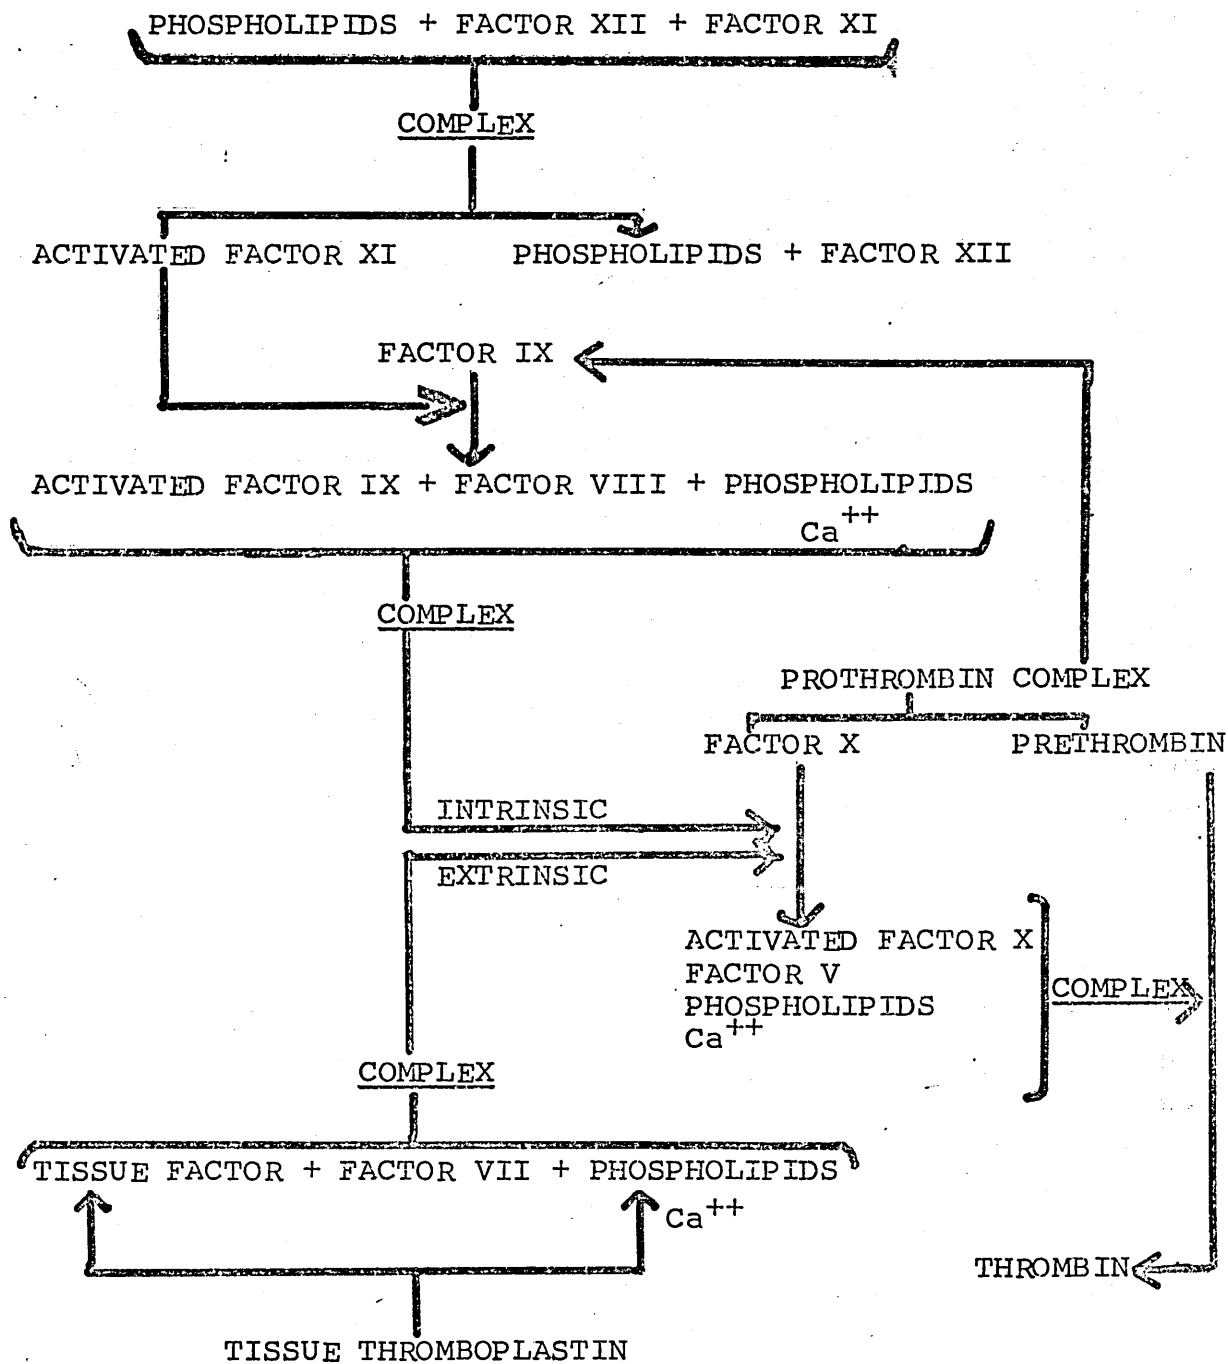 PHOSPHOLIPIDS + FACTOR XII + FACTOR XI
COMPLEX
ACTIVATED FACTOR XI PHOSPHOLIPIDS + FACTOR XII
FACTOR IX
ACTIVATED FACTOR IX + FACTOR VIII + PHOSPHOLIPIDS
Ca++
COMPLEX
PROTHROMBIN COMPLEX
FACTOR X PRETHROMBIN
INTRINSIC
EXTRINSIC
ACTIVATED FACTOR X
FACTOR V
PHOSPHOLIPIDS
Ca++
COMPLEX
COMPLEX
TISSUE FACTOR + FACTOR VII + PHOSPHOLIPIDS
Ca++
THROMBIN
TISSUE THROMBOPLASTIN